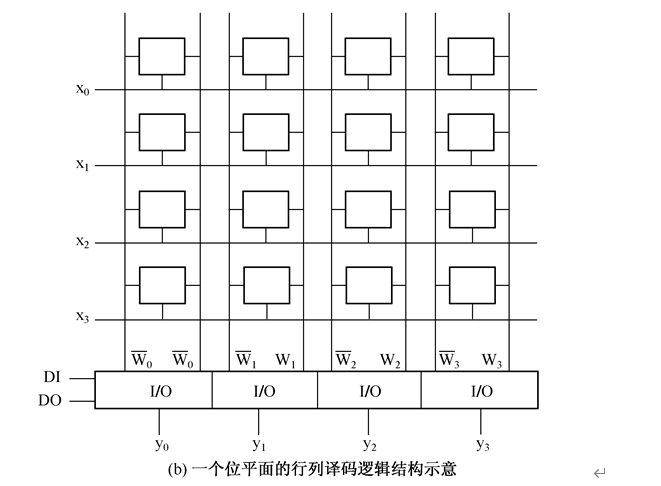 X₀
X₁
X₂
X₃
W̅₀ W̅₀ W̅₁ W₁ W̅₂ W₂ W̅₃ W₃
DI
I/O I/O I/O I/O
DO
y₀ y₁ y₂ y₃
(b) 一个位平面的行列译码逻辑结构示意